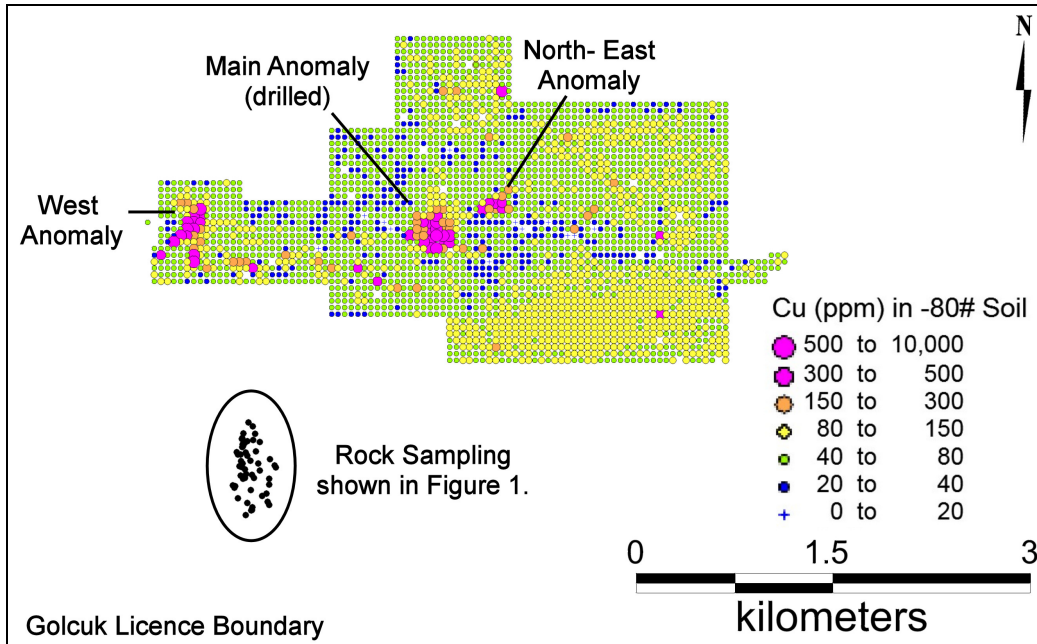 N
North- East
Anomaly
Main Anomaly
(drilled)
West
Anomaly
Cu (ppm) in -80# Soil
500 to 10,000
300 to 500
150 to 300
80 to 150
40 to 80
20 to 40
0 to 20
Rock Sampling
shown in Figure 1.
0 1.5 3
kilometers
Golcuk Licence Boundary